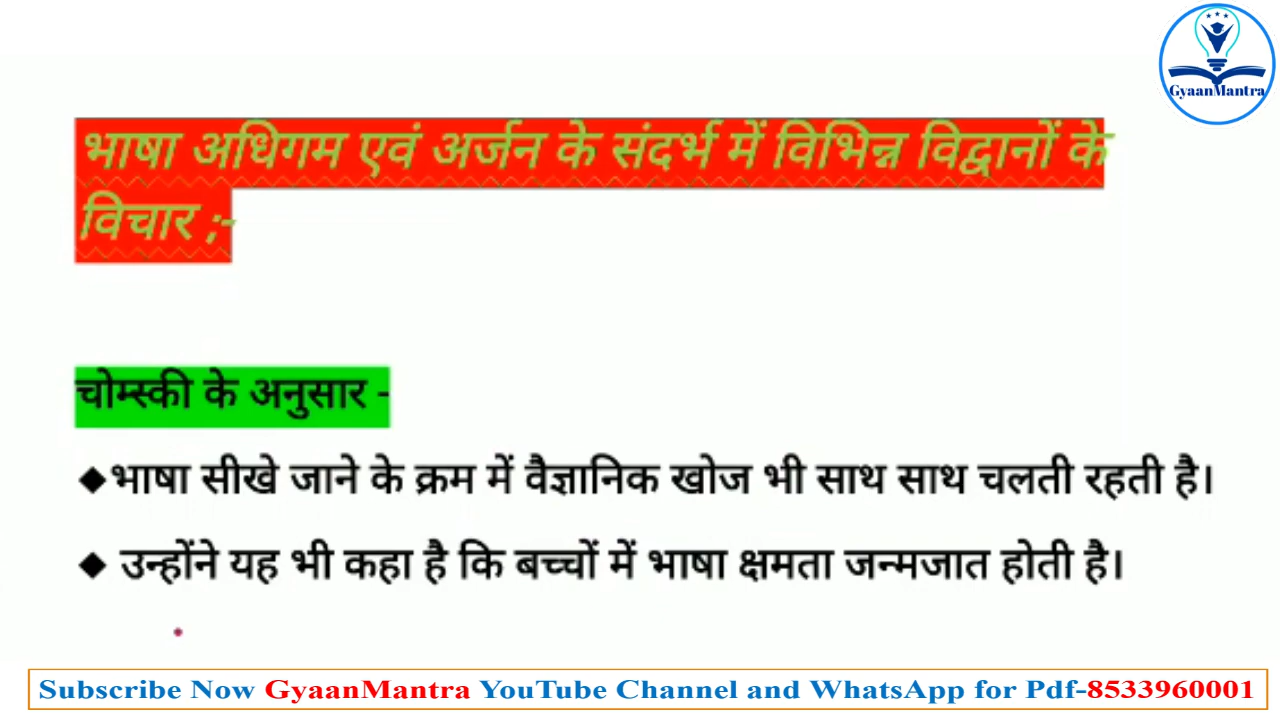 GyaanMantra
भाषा अधिगम एवं अर्जन के संदर्भ में विभिन्न विद्वानों के
विचार ;-
चोम्स्की के अनुसार -
◆भाषा सीखे जाने के क्रम में वैज्ञानिक खोज भी साथ साथ चलती रहती है।
◆ उन्होंने यह भी कहा है कि बच्चों में भाषा क्षमता जन्मजात होती है।
Subscribe Now GyaanMantra YouTube Channel and WhatsApp for Pdf-8533960001